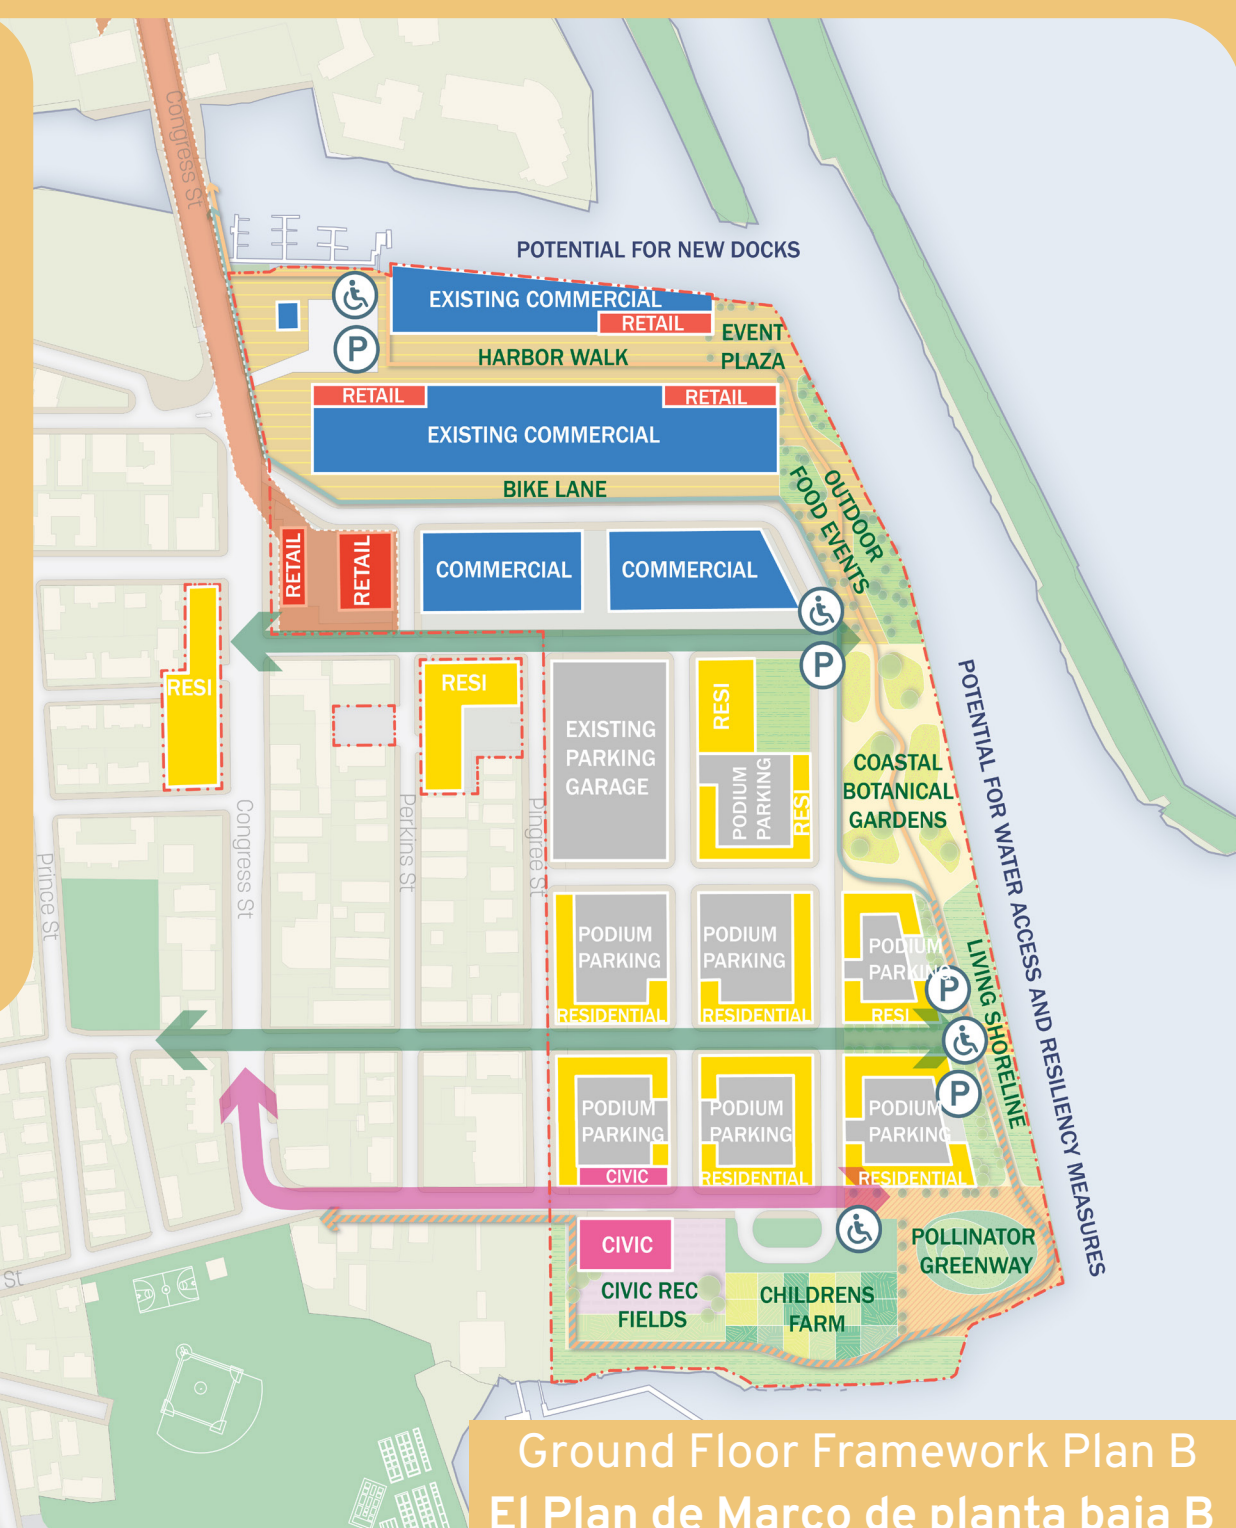 Congress St
POTENTIAL FOR NEW DOCKS
EXISTING COMMERCIAL
RETAIL
EVENT
PLAZA
P
HARBOR WALK
RETAIL
RETAIL
EXISTING COMMERCIAL
BIKE LANE
OUTDOOR
FOOD EVENTS
RETAIL
RETAIL
COMMERCIAL
COMMERCIAL
P
RESI
RESI
EXISTING
PARKING
GARAGE
RESI
PODIUM
PARKING
RESI
COASTAL
BOTANICAL
GARDENS
POTENTIAL FOR WATER ACCESS AND RESILIENCY MEASURES
Prince St
Congress St
Perkins St
Pingree St
PODIUM
PARKING
RESIDENTIAL
PODIUM
PARKING
RESIDENTIAL
PODIUM
PARKING
RESI
P
LIVING SHORELINE
P
PODIUM
PARKING
CIVIC
PODIUM
PARKING
RESIDENTIAL
PODIUM
PARKING
RESIDENTIAL
CIVIC
CIVIC REC
FIELDS
CHILDRENS
FARM
POLLINATOR
GREENWAY
St
Ground Floor Framework Plan B
El Plan de Marco de planta baja B